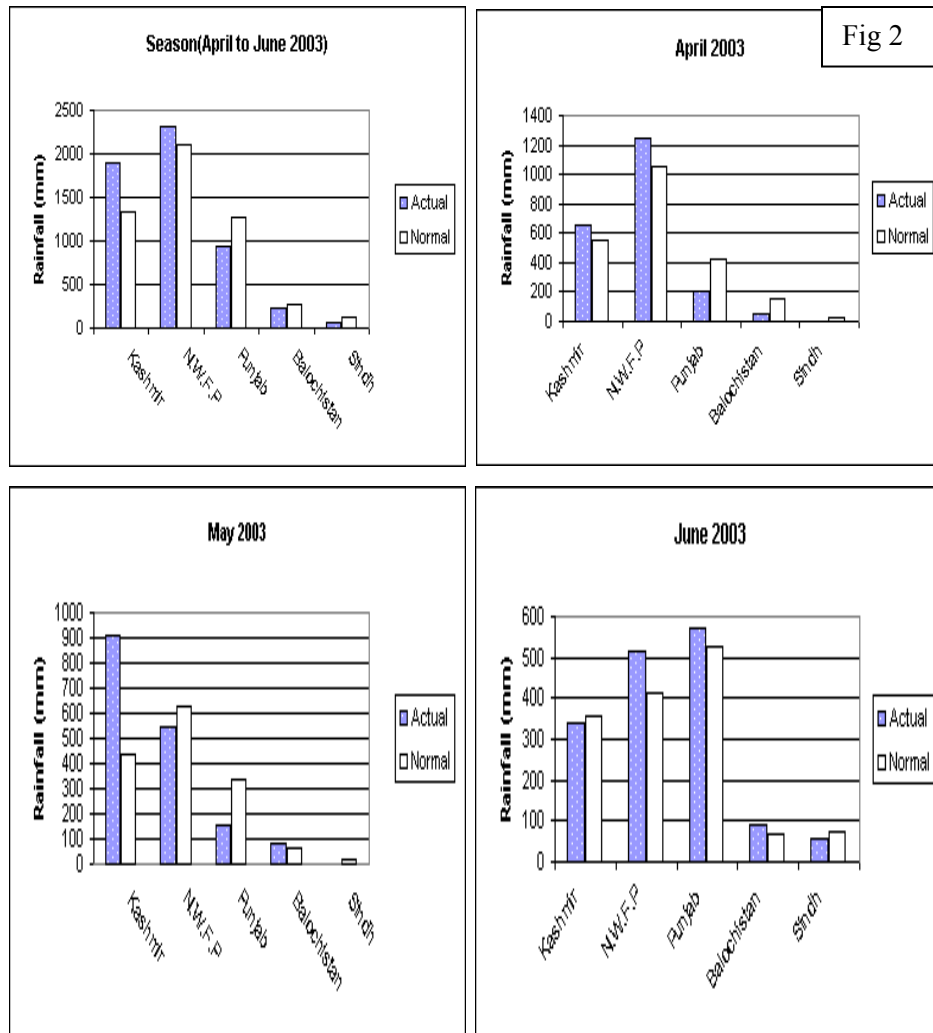 Fig 2
Season(April to June 2003)
Rainfall (mm)
2500
2000
1500
1000
500
0
Kashmir
N.W.F.P
Punjab
Balochistan
Sindh
Actual
Normal
April 2003
Rainfall (mm)
1400
1200
1000
800
600
400
200
0
Kashmir
N.W.F.P
Punjab
Balochistan
Sindh
Actual
Normal
May 2003
Rainfall (mm)
1000
900
800
700
600
500
400
300
200
100
0
Kashmir
N.W.F.P
Punjab
Balochistan
Sindh
Actual
Normal
June 2003
Rainfall (mm)
600
500
400
300
200
100
0
Kashmir
N.W.F.P
Punjab
Balochistan
Sindh
Actual
Normal